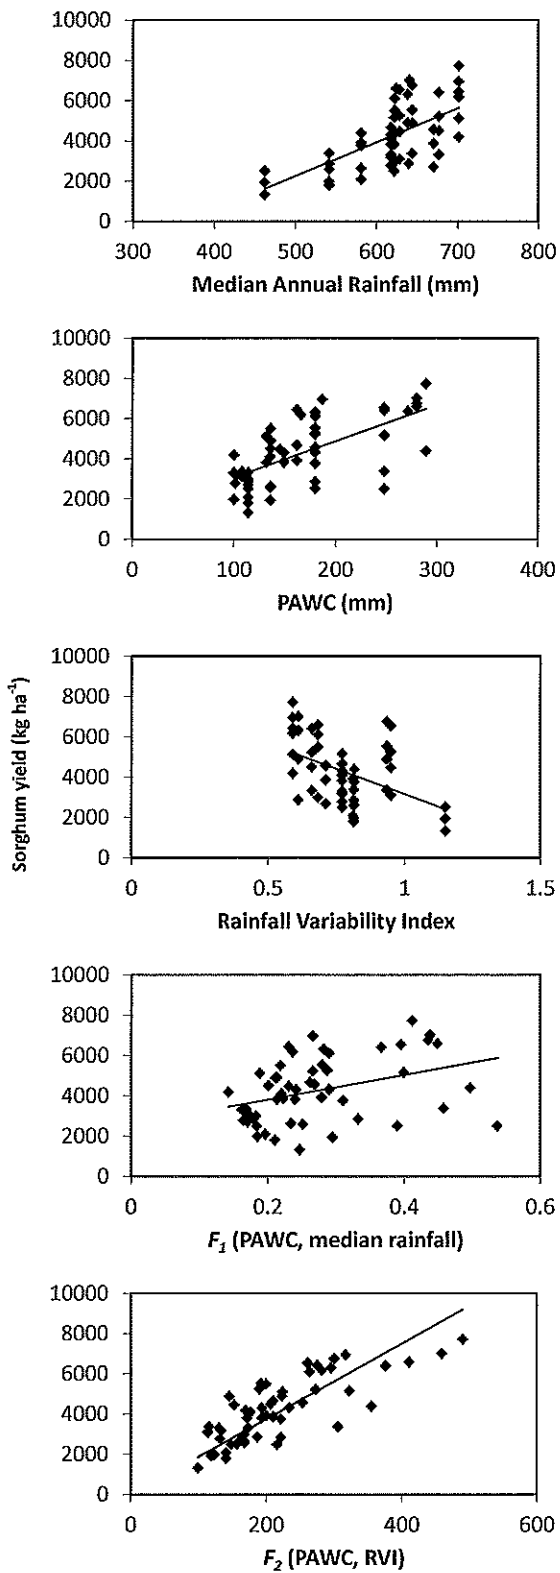 10000
8000
6000
4000
2000
0
300 400 500 600 700 800
Median Annual Rainfall (mm)
10000
8000
6000
4000
2000
0
0 100 200 300 400
PAWC (mm)
Sorghum yield (kg ha⁻¹)
10000
8000
6000
4000
2000
0
0 0.5 1 1.5
Rainfall Variability Index
10000
8000
6000
4000
2000
0
0 0.2 0.4 0.6
F₁ (PAWC, median rainfall)
10000
8000
6000
4000
2000
0
0 200 400 600
F₂ (PAWC, RVI)